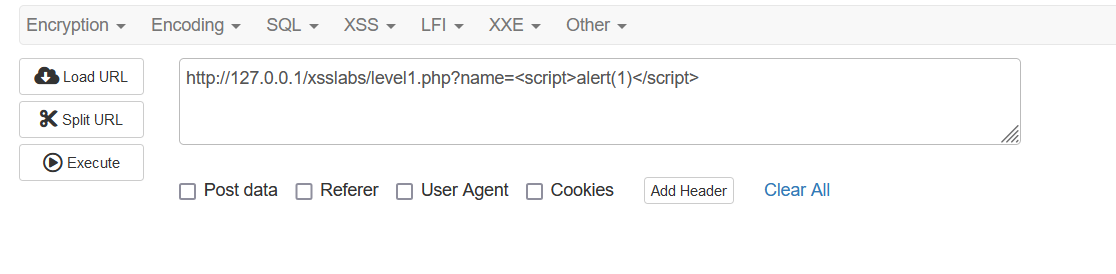 Encryption Encoding SQL XSS LFI XXE Other
Load URL
http://127.0.0.1/xsslabs/level1.php?name=<script>alert(1)</script>
Split URL
Execute
Post data Referer User Agent Cookies Add Header Clear All